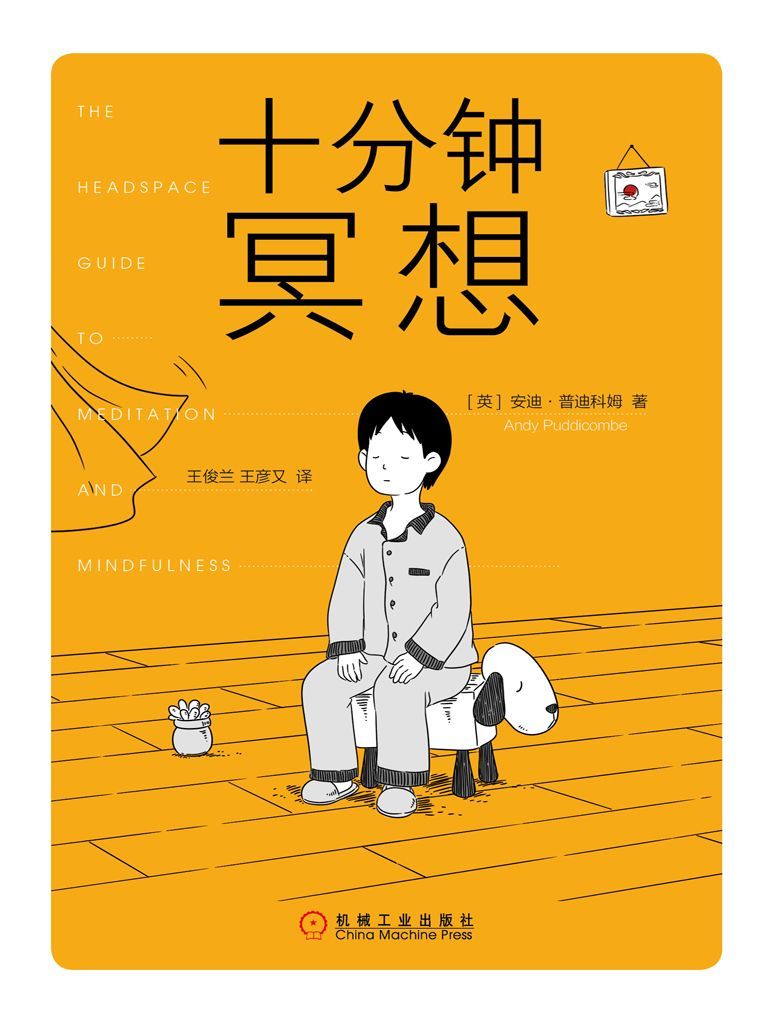 十分钟
冥想
THE
HEADSPACE
GUIDE
TO
MEDITATION
AND
MINDFULNESS
[英] 安迪·普迪科姆 著
Andy Puddicombe
王俊兰 王彦又 译
机械工业出版社
China Machine Press